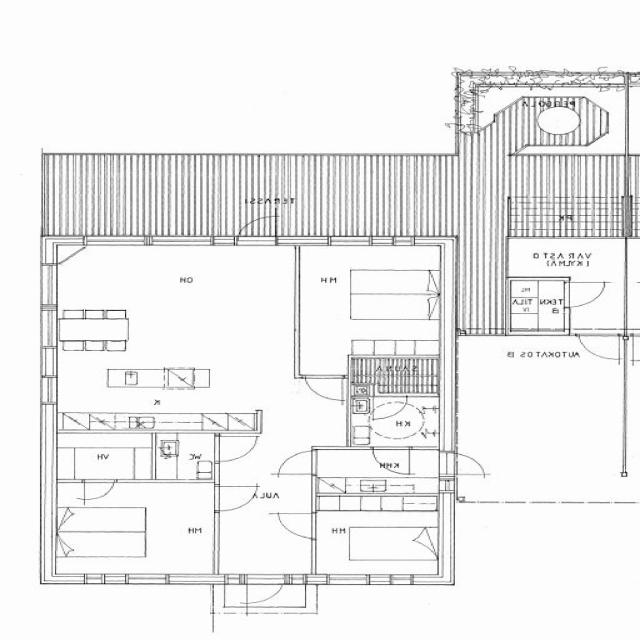 PERGOLA
TERASSI
PK
VARASTO
(KYLMÄ)
OH
MH
ML
TEKN TILA
IV
B
AUTOKATOS B
SAUNA
K
KH
VH
WC
KHH
AULA
MH
MH